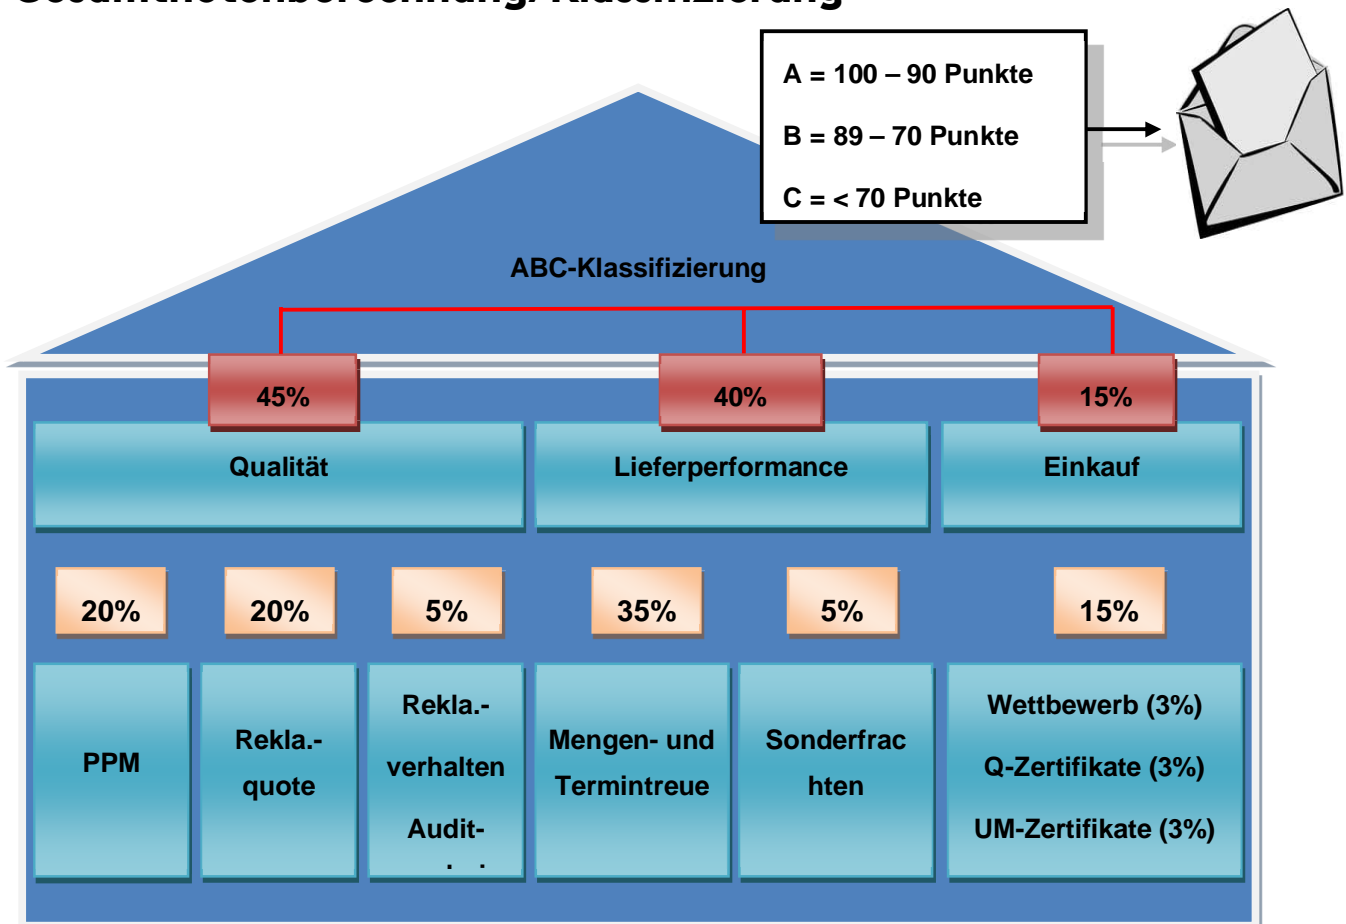 Gesamtnotenberechnung/Klassifizierung
A = 100 – 90 Punkte
B = 89 – 70 Punkte
C = < 70 Punkte
ABC-Klassifizierung
45%
40%
15%
Qualität
Lieferperformance
Einkauf
20%
20%
5%
35%
5%
15%
PPM
Rekla.-
quote
Rekla.-
verhalten
Audit-
Mengen- und
Termintreue
Sonderfrac
hten
Wettbewerb (3%)
Q-Zertifikate (3%)
UM-Zertifikate (3%)